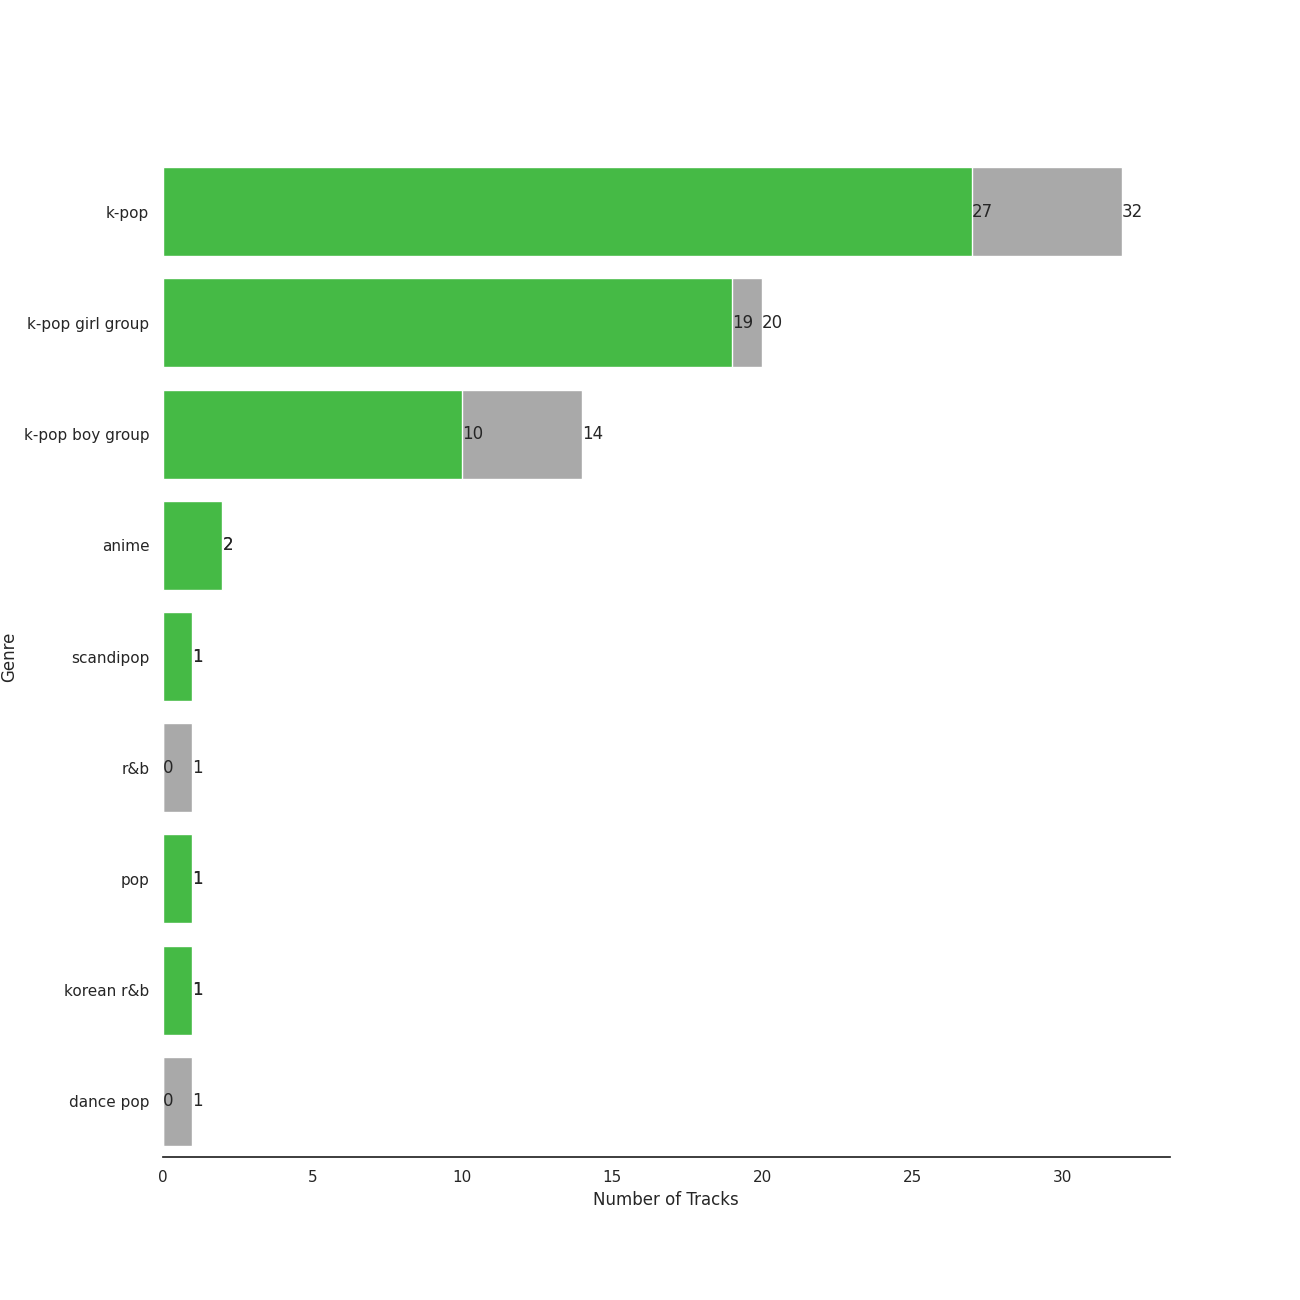 k-pop 27 32
k-pop girl group 19 20
k-pop boy group 10 14
anime 2
scandipop 1
r&b 0 1
pop 1
korean r&b 1
dance pop 0 1
0 5 10 15 20 25 30
Number of Tracks
Genre